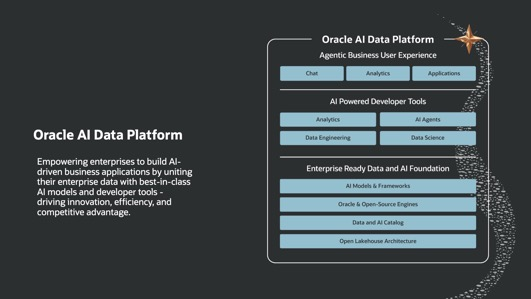 Oracle AI Data Platform
Empowering enterprises to build AI-
driven business applications by uniting
their enterprise data with best-in-class
AI models and developer tools -
driving innovation, efficiency, and
competitive advantage.
Oracle AI Data Platform
Agentic Business User Experience
Chat
Analytics
Applications
AI Powered Developer Tools
Analytics
AI Agents
Data Engineering
Data Science
Enterprise Ready Data and AI Foundation
AI Models & Frameworks
Oracle & Open-Source Engines
Data and AI Catalog
Open Lakehouse Architecture